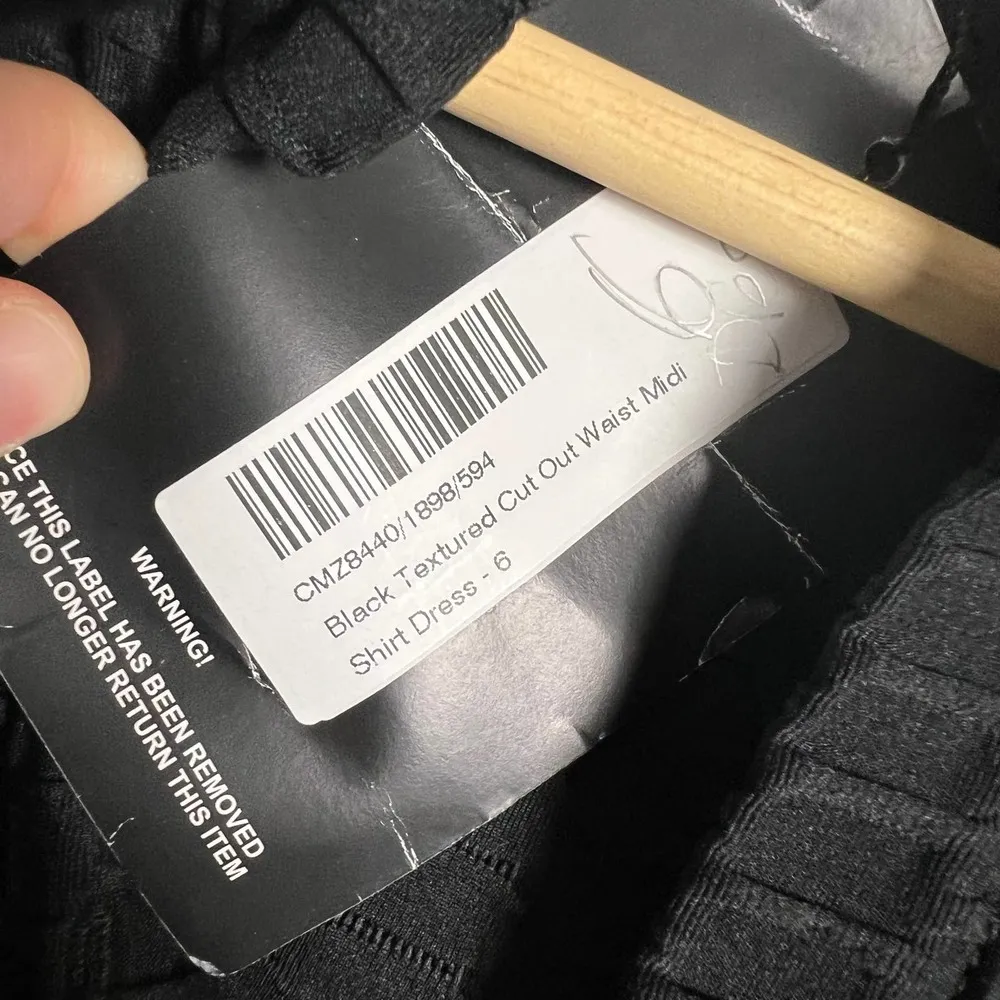 CMZ8440/1898/594
Black Textured Cut Out Waist Midi
Shirt Dress - 6
WARNING!
CE THIS LABEL HAS BEEN REMOVED
CAN NO LONGER RETURN THIS ITEM